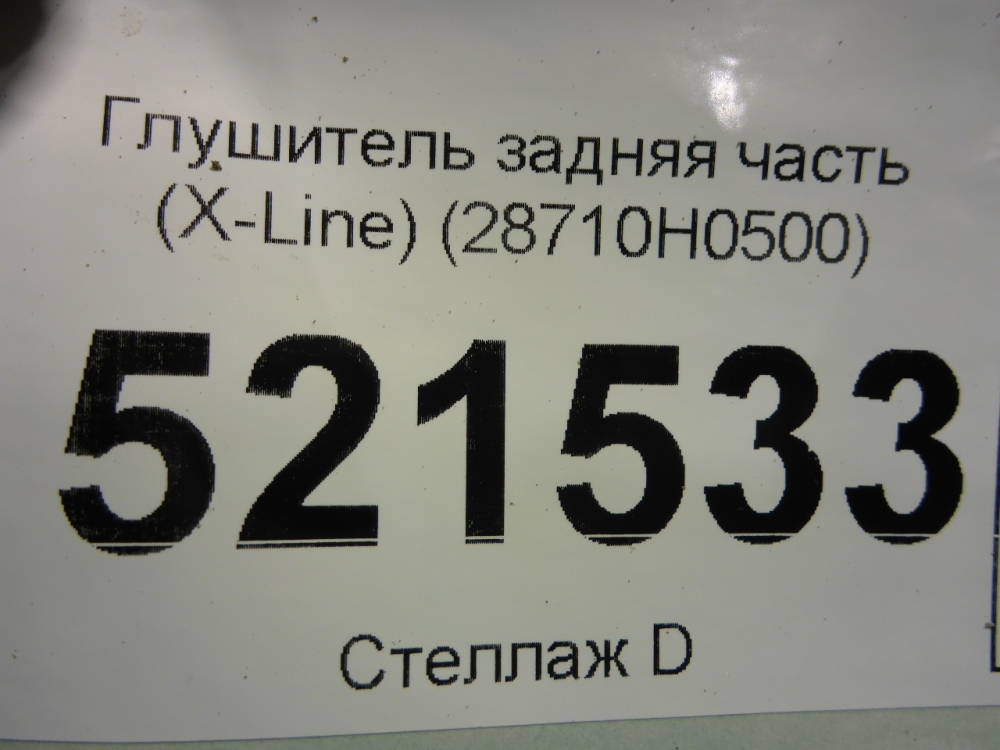 Глушитель задняя часть
(X-Line) (28710H0500)
521533
Стеллаж D